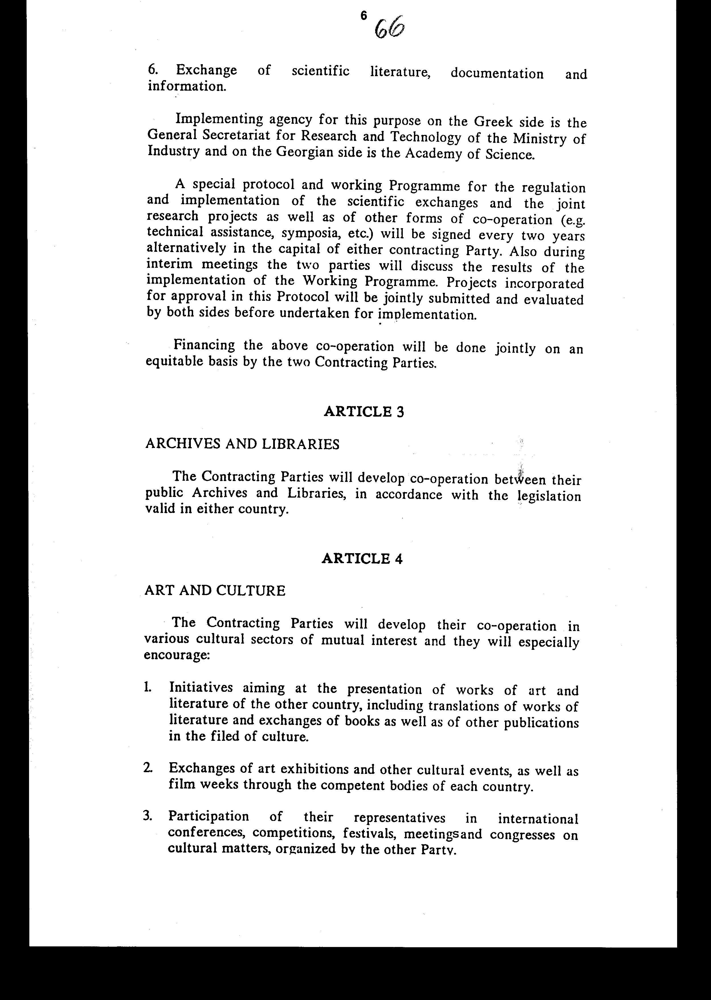 6
66
6. Exchange of scientific literature, documentation and
information.
Implementing agency for this purpose on the Greek side is the
General Secretariat for Research and Technology of the Ministry of
Industry and on the Georgian side is the Academy of Science.
A special protocol and working Programme for the regulation
and implementation of the scientific exchanges and the joint
research projects as well as of other forms of co-operation (e.g.
technical assistance, symposia, etc.) will be signed every two years
alternatively in the capital of either contracting Party. Also during
interim meetings the two parties will discuss the results of the
implementation of the Working Programme. Projects incorporated
for approval in this Protocol will be jointly submitted and evaluated
by both sides before undertaken for implementation.
Financing the above co-operation will be done jointly on an
equitable basis by the two Contracting Parties.
ARTICLE 3
ARCHIVES AND LIBRARIES
The Contracting Parties will develop co-operation between their
public Archives and Libraries, in accordance with the legislation
valid in either country.
ARTICLE 4
ART AND CULTURE
The Contracting Parties will develop their co-operation in
various cultural sectors of mutual interest and they will especially
encourage:
1. Initiatives aiming at the presentation of works of art and
literature of the other country, including translations of works of
literature and exchanges of books as well as of other publications
in the filed of culture.
2. Exchanges of art exhibitions and other cultural events, as well as
film weeks through the competent bodies of each country.
3. Participation of their representatives in international
conferences, competitions, festivals, meetings and congresses on
cultural matters, organized by the other Party.